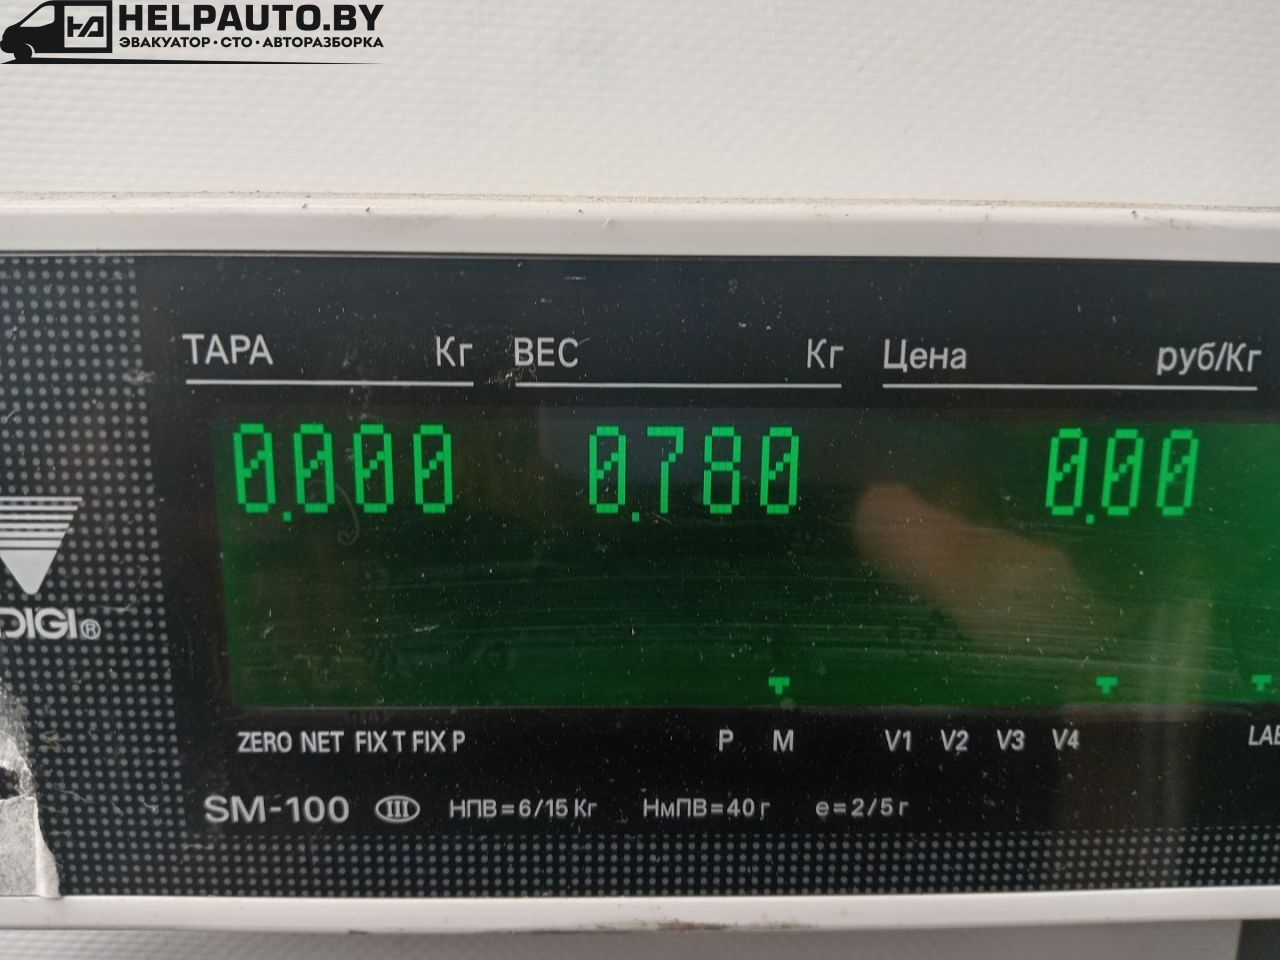 HELPAUTO.BY
ЭВАКУАТОР·СТО·АВТОРАЗБОРКА
ТАРА Кг ВЕС Кг Цена руб/Кг
0.000 0.780 0.00
DIGI®
ZERO NET FIX T FIX P P M V1 V2 V3 V4
SM-100 III НПВ=6/15 Кг НмПВ=40 г е=2/5 г